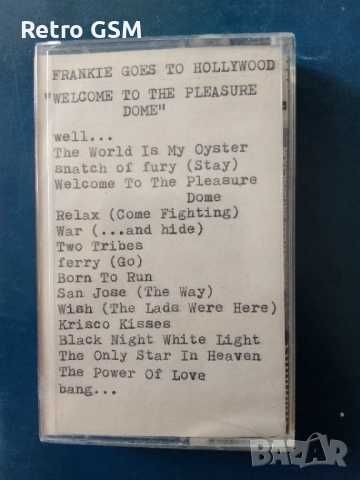 Retro GSM
FRANKIE GOES TO HOLLYWOOD
"WELCOME TO THE PLEASURE
DOME"
well...
The World Is My Oyster
snatch of fury (Stay)
Welcome To The Pleasure
Dome
Relax (Come Fighting)
War (...and hide)
Two Tribes
ferry (Go)
Born To Run
San Jose (The Way)
Wish (The Lads Were Here)
Krisco Kisses
Black Night White Light
The Only Star In Heaven
The Power Of Love
bang...
BAZAR